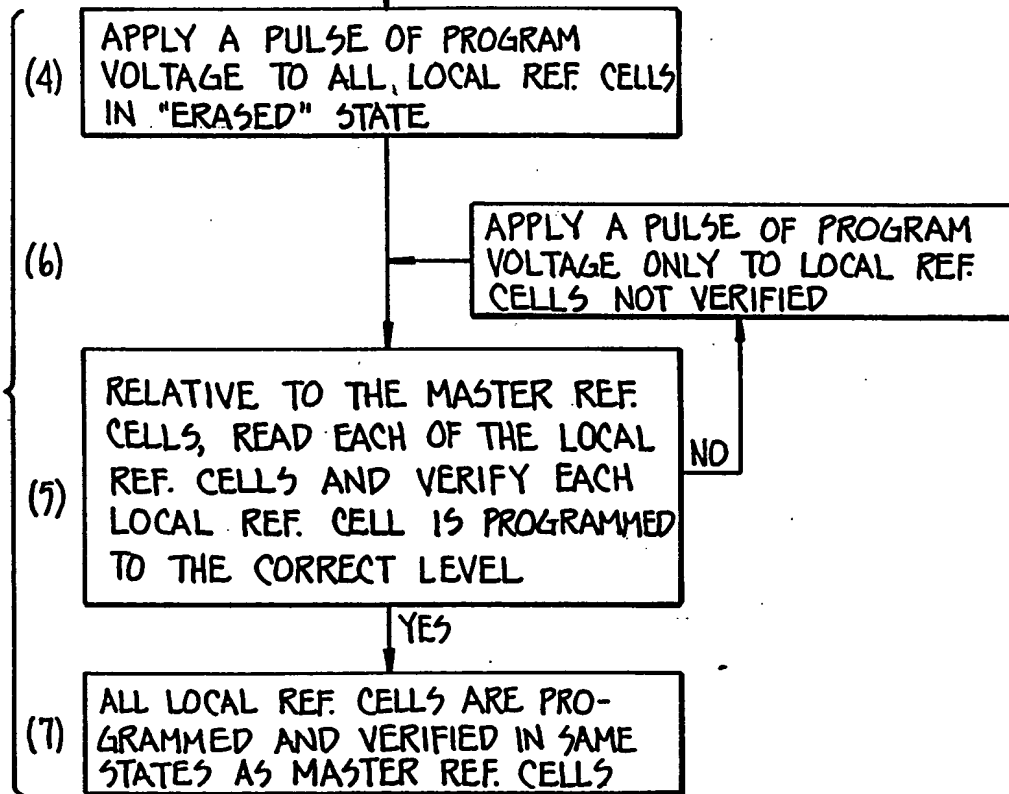 (4)
APPLY A PULSE OF PROGRAM
VOLTAGE TO ALL, LOCAL REF. CELLS
IN "ERASED" STATE
(6)
APPLY A PULSE OF PROGRAM
VOLTAGE ONLY TO LOCAL REF.
CELLS NOT VERIFIED
(5)
RELATIVE TO THE MASTER REF.
CELLS, READ EACH OF THE LOCAL
REF. CELLS AND VERIFY EACH
LOCAL REF. CELL IS PROGRAMMED
TO THE CORRECT LEVEL
NO
YES
(7)
ALL LOCAL REF. CELLS ARE PRO-
GRAMMED AND VERIFIED IN SAME
STATES AS MASTER REF. CELLS